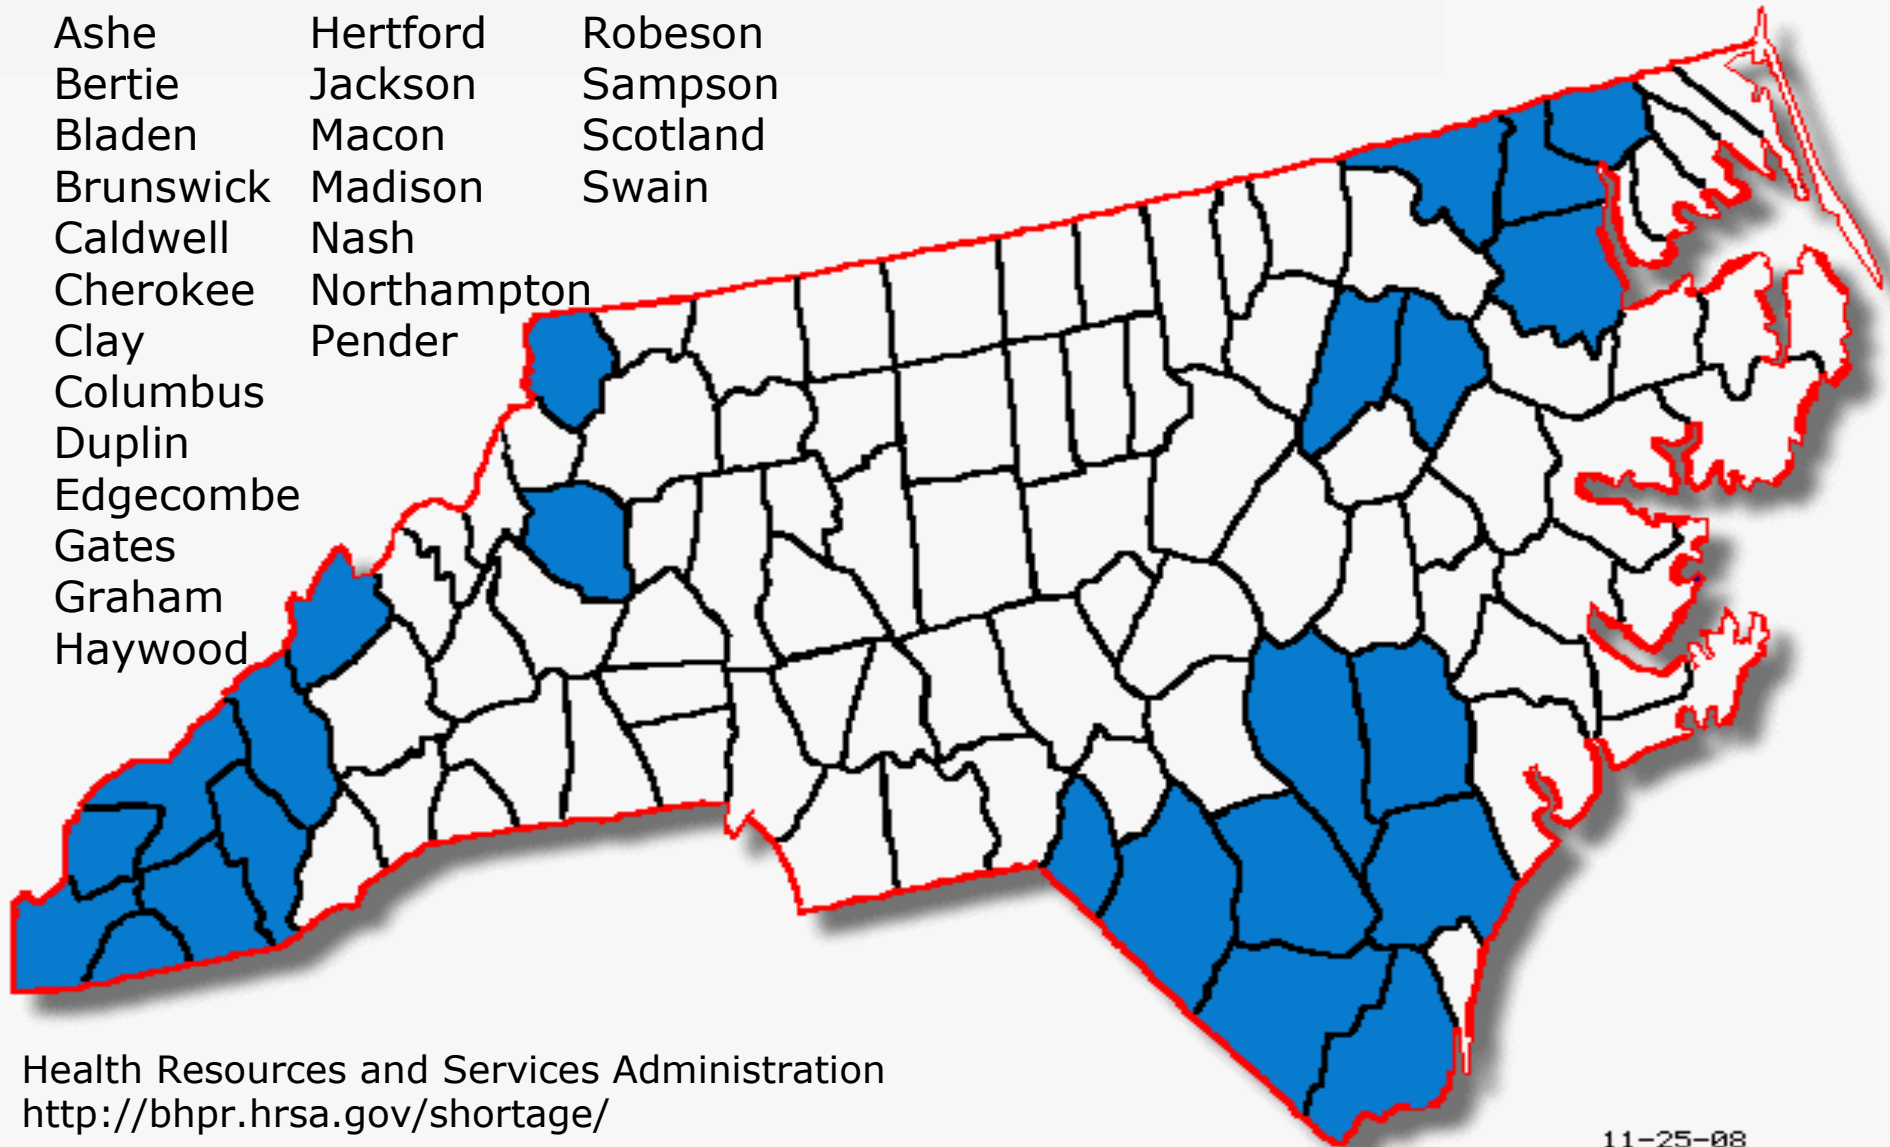 Ashe
Bertie
Bladen
Brunswick
Caldwell
Cherokee
Clay
Columbus
Duplin
Edgecombe
Gates
Graham
Haywood
Hertford
Jackson
Macon
Madison
Nash
Northampton
Pender
Robeson
Sampson
Scotland
Swain
Health Resources and Services Administration
http://bhpr.hrsa.gov/shortage/
11-25-08